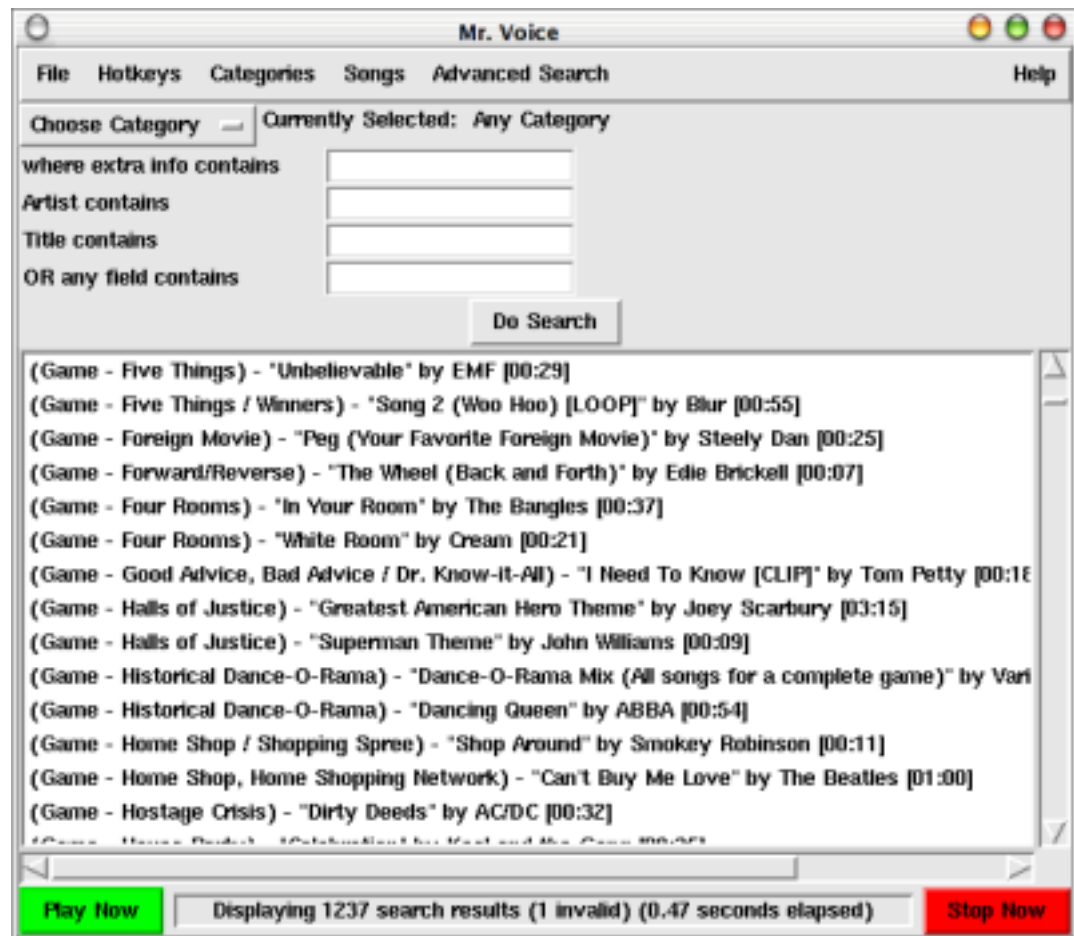 Mr. Voice
File Hotkeys Categories Songs Advanced Search Help
Choose Category Currently Selected: Any Category
where extra info contains
Artist contains
Title contains
OR any field contains
Do Search
(Game - Five Things) - "Unbelievable" by EMF [00:29]
(Game - Five Things / Winners) - "Song 2 (Woo Hoo) [LOOP]" by Blur [00:55]
(Game - Foreign Movie) - "Peg (Your Favorite Foreign Movie)" by Steely Dan [00:25]
(Game - Forward/Reverse) - "The Wheel (Back and Forth)" by Edie Brickell [00:07]
(Game - Four Rooms) - "In Your Room" by The Bangles [00:37]
(Game - Four Rooms) - "White Room" by Cream [00:21]
(Game - Good Advice, Bad Advice / Dr. Know-it-All) - "I Need To Know [CLIP]" by Tom Petty [00:18
(Game - Halls of Justice) - "Greatest American Hero Theme" by Joey Scarbury [03:15]
(Game - Halls of Justice) - "Superman Theme" by John Williams [00:09]
(Game - Historical Dance-O-Rama) - "Dance-O-Rama Mix (All songs for a complete game)" by Vari
(Game - Historical Dance-O-Rama) - "Dancing Queen" by ABBA [00:54]
(Game - Home Shop / Shopping Spree) - "Shop Around" by Smokey Robinson [00:11]
(Game - Home Shop, Home Shopping Network) - "Can't Buy Me Love" by The Beatles [01:00]
(Game - Hostage Crisis) - "Dirty Deeds" by AC/DC [00:32]
Play Now Displaying 1237 search results (1 invalid) (0.47 seconds elapsed) Stop Now